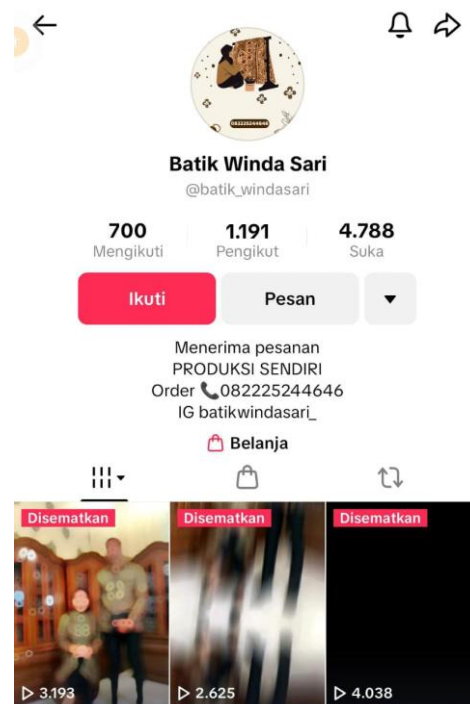 082225244646
Batik Winda Sari
@batik_windasari
700
Mengikuti
1.191
Pengikut
4.788
Suka
Ikuti
Pesan
Menerima pesanan
PRODUKSI SENDIRI
Order 📞082225244646
IG batikwindasari_
Belanja
Disematkan
Disematkan
Disematkan
3.193
2.625
4.038